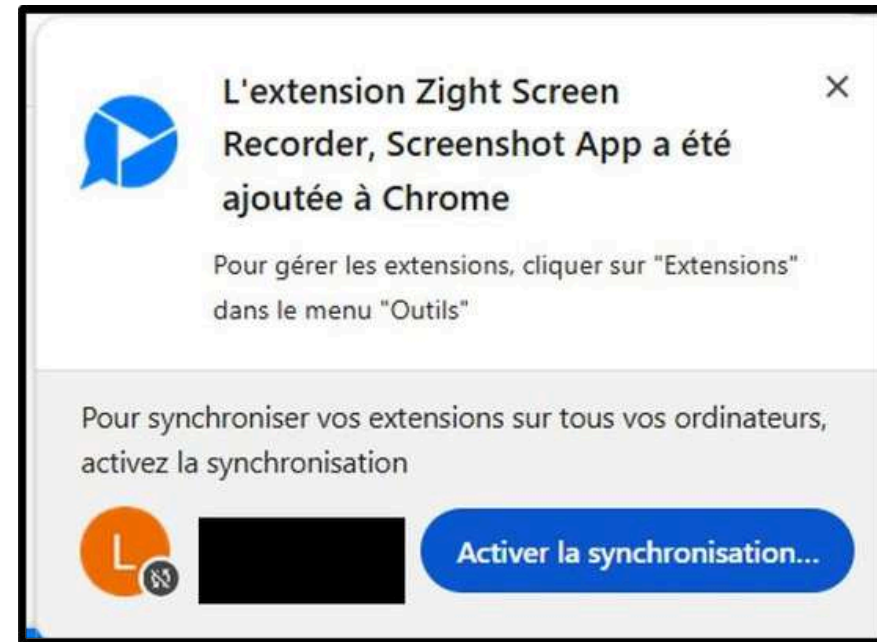 L'extension Zight Screen
Recorder, Screenshot App a été
ajoutée à Chrome
Pour gérer les extensions, cliquer sur "Extensions"
dans le menu "Outils"
Pour synchroniser vos extensions sur tous vos ordinateurs,
activez la synchronisation
L
Activer la synchronisation...